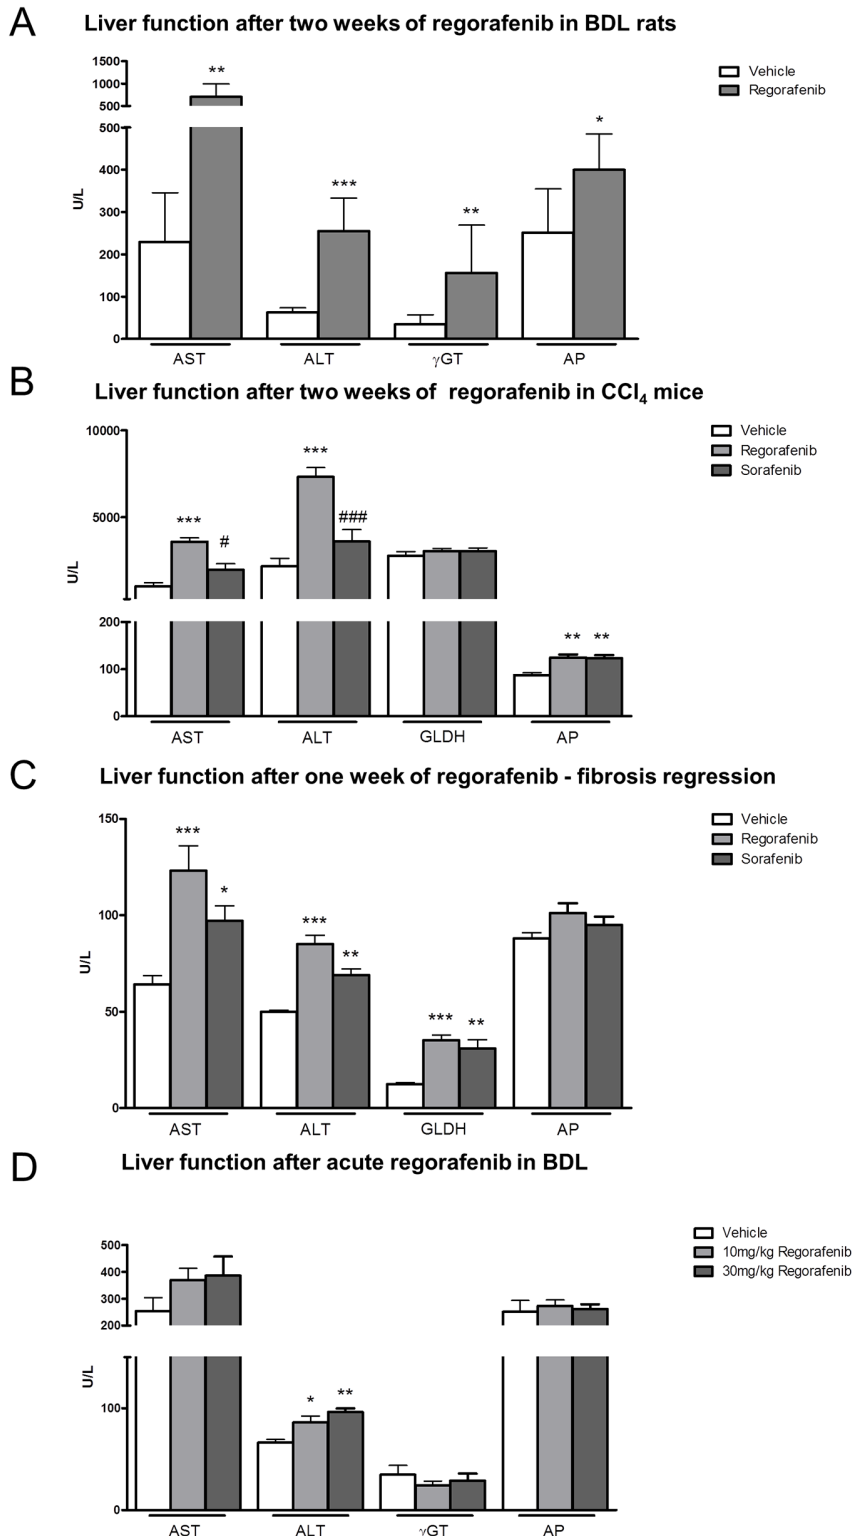 A
Liver function after two weeks of regorafenib in BDL rats
Vehicle
Regorafenib
1500
1000
500
500
400
300
200
100
0
U/L
**
***
**
*
AST ALT γGT AP
B
Liver function after two weeks of  regorafenib in CCl4 mice
Vehicle
Regorafenib
Sorafenib
10000
5000
200
100
0
U/L
***
#
***
###
** **
AST ALT GLDH AP
C
Liver function after one week of regorafenib - fibrosis regression
Vehicle
Regorafenib
Sorafenib
150
100
50
0
U/L
***
*
***
**
***
**
AST ALT GLDH AP
D
Liver function after acute regorafenib in BDL
Vehicle
10mg/kg Regorafenib
30mg/kg Regorafenib
500
400
300
200
100
0
U/L
*
**
AST ALT γGT AP